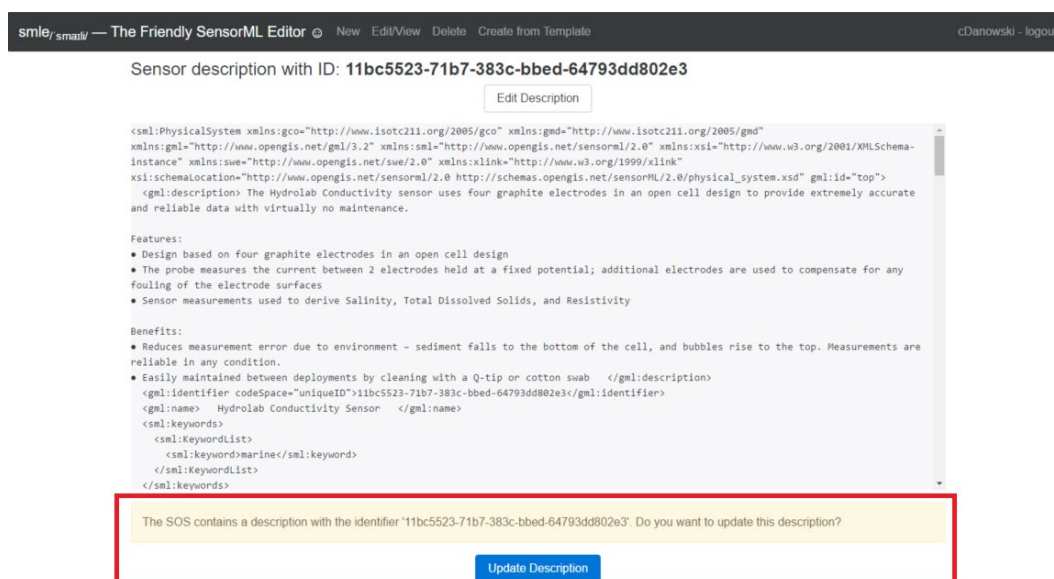 smle/ˈsmaɪli/ — The Friendly SensorML Editor ☺ New Edit/View Delete Create from Template cDanowski - logou
Sensor description with ID: 11bc5523-71b7-383c-bbed-64793dd802e3
Edit Description
<sml:PhysicalSystem xmlns:gco="http://www.isotc211.org/2005/gco" xmlns:gmd="http://www.isotc211.org/2005/gmd"
xmlns:gml="http://www.opengis.net/gml/3.2" xmlns:sml="http://www.opengis.net/sensorml/2.0" xmlns:xsi="http://www.w3.org/2001/XMLSchema-
instance" xmlns:swe="http://www.opengis.net/swe/2.0" xmlns:xlink="http://www.w3.org/1999/xlink"
xsi:schemaLocation="http://www.opengis.net/sensorml/2.0 http://schemas.opengis.net/sensorML/2.0/physical_system.xsd" gml:id="top">
<gml:description> The Hydrolab Conductivity sensor uses four graphite electrodes in an open cell design to provide extremely accurate
and reliable data with virtually no maintenance.
Features:
● Design based on four graphite electrodes in an open cell design
● The probe measures the current between 2 electrodes held at a fixed potential; additional electrodes are used to compensate for any
fouling of the electrode surfaces
● Sensor measurements used to derive Salinity, Total Dissolved Solids, and Resistivity
Benefits:
● Reduces measurement error due to environment – sediment falls to the bottom of the cell, and bubbles rise to the top. Measurements are
reliable in any condition.
● Easily maintained between deployments by cleaning with a Q-tip or cotton swab </gml:description>
<gml:identifier codeSpace="uniqueID">11bc5523-71b7-383c-bbed-64793dd802e3</gml:identifier>
<gml:name> Hydrolab Conductivity Sensor </gml:name>
<sml:keywords>
<sml:KeywordList>
<sml:keyword>marine</sml:keyword>
</sml:KeywordList>
</sml:keywords>
The SOS contains a description with the identifier '11bc5523-71b7-383c-bbed-64793dd802e3'. Do you want to update this description?
Update Description